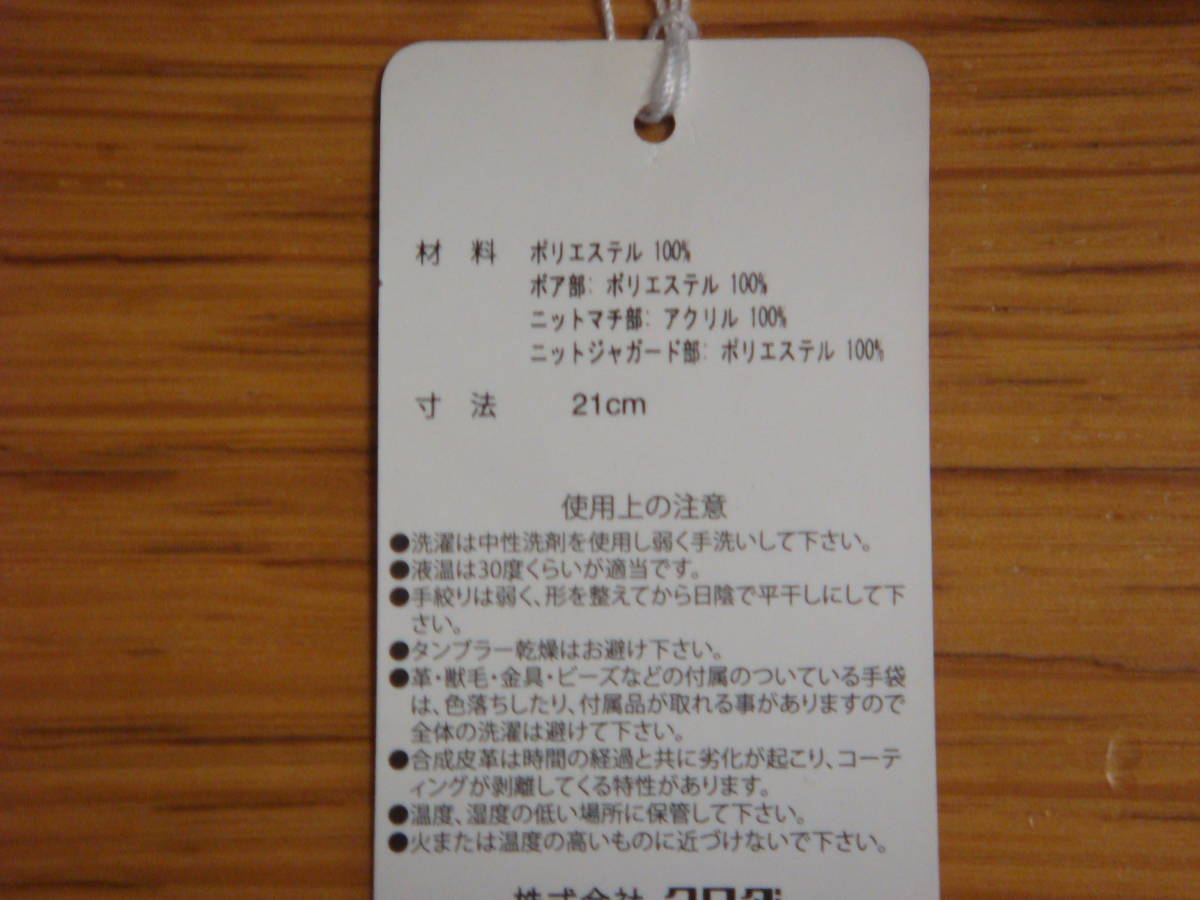 材 料 ポリエステル 100%
ボア部: ポリエステル 100%
ニットマチ部: アクリル 100%
ニットジャガード部: ポリエステル 100%
寸 法 21cm
使用上の注意
●洗濯は中性洗剤を使用し弱く手洗いして下さい。
●液温は30度くらいが適当です。
●手絞りは弱く、形を整えてから日陰で平干しにして下
さい。
●タンブラー乾燥はお避け下さい。
●革・獣毛・金具・ビーズなどの付属のついている手袋
は、色落ちしたり、付属品が取れる事がありますので
全体の洗濯は避けて下さい。
●合成皮革は時間の経過と共に劣化が起こり、コーテ
ィングが剥離してくる特性があります。
●温度、湿度の低い場所に保管して下さい。
●火または温度の高いものに近づけないで下さい。
株式会社